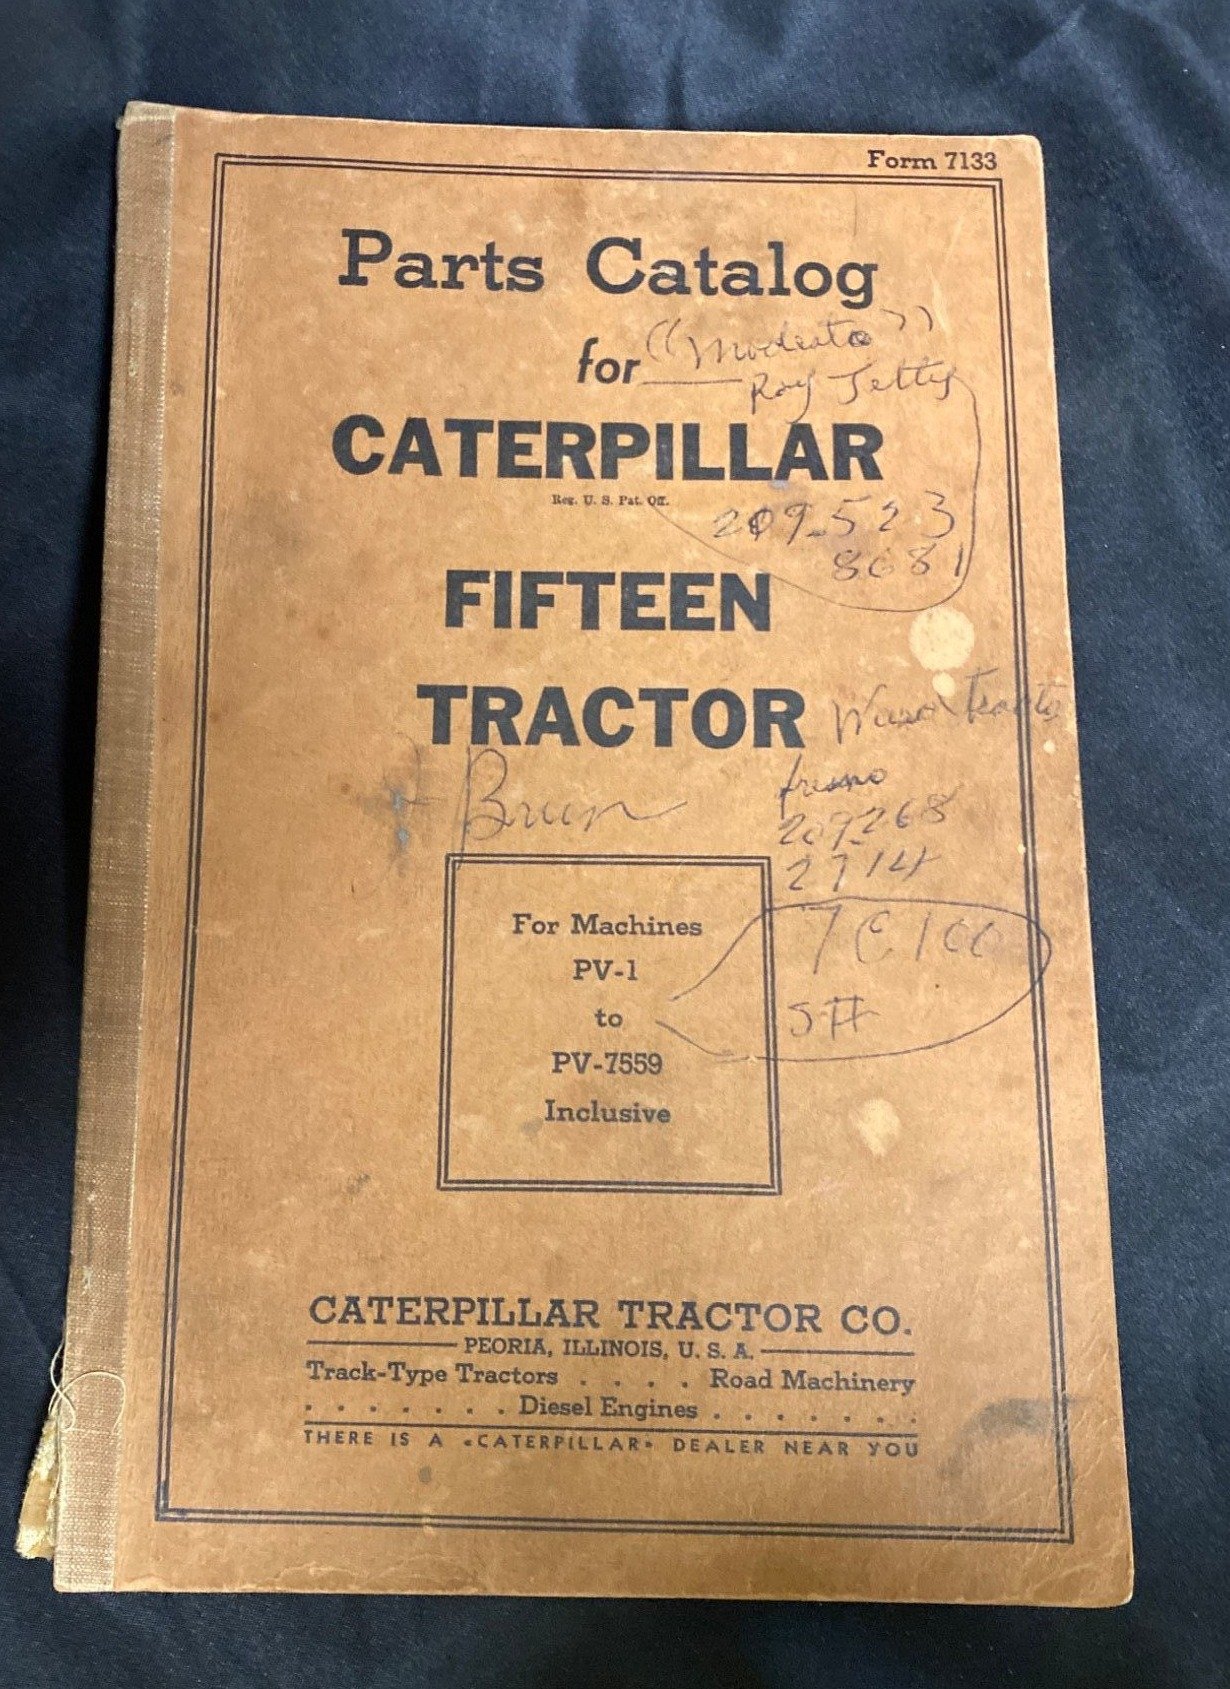 Form 7133
Parts Catalog
for
"Modesto"
Roy
CATERPILLAR
Reg. U. S. Pat. Off.
209-523
8681
FIFTEEN
TRACTOR
Tracto
fresno
209-268
2714
For Machines
PV-1
to
PV-7559
Inclusive
7C100
S#
CATERPILLAR TRACTOR CO.
PEORIA, ILLINOIS, U. S. A.
Track-Type Tractors . . . . Road Machinery
. . . . . . . Diesel Engines . . . . . . .
THERE IS A «CATERPILLAR» DEALER NEAR YOU